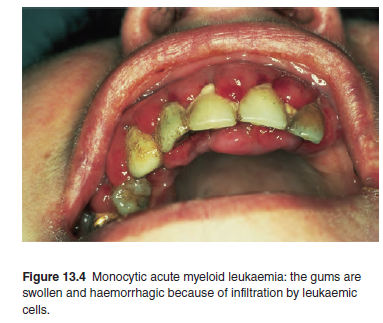 Figure 13.4 Monocytic acute myeloid leukaemia: the gums are
swollen and haemorrhagic because of infiltration by leukaemic
cells.